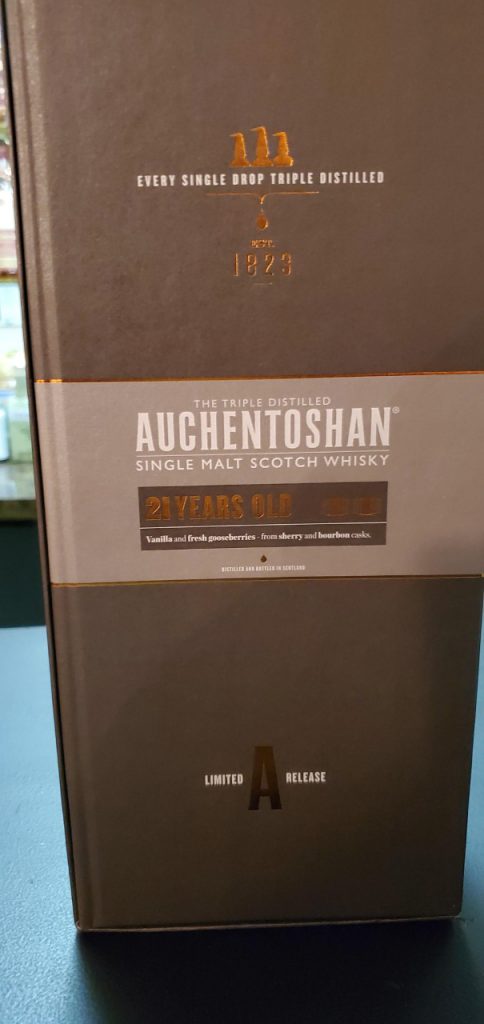 EVERY SINGLE DROP TRIPLE DISTILLED
EST.
1823
THE TRIPLE DISTILLED
AUCHENTOSHAN®
SINGLE MALT SCOTCH WHISKY
21 YEARS OLD
Vanilla and fresh gooseberries - from sherry and bourbon casks.
DISTILLED AND BOTTLED IN SCOTLAND
LIMITED A RELEASE